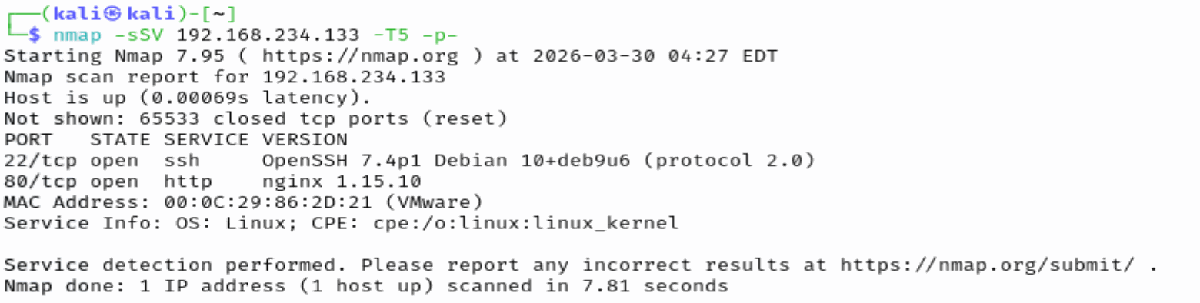 ┌──(kali㉿kali)-[~]
└─$ nmap -sSV 192.168.234.133 -T5 -p-
Starting Nmap 7.95 ( https://nmap.org ) at 2026-03-30 04:27 EDT
Nmap scan report for 192.168.234.133
Host is up (0.00069s latency).
Not shown: 65533 closed tcp ports (reset)
PORT   STATE SERVICE VERSION
22/tcp open  ssh     OpenSSH 7.4p1 Debian 10+deb9u6 (protocol 2.0)
80/tcp open  http    nginx 1.15.10
MAC Address: 00:0C:29:86:2D:21 (VMware)
Service Info: OS: Linux; CPE: cpe:/o:linux:linux_kernel

Service detection performed. Please report any incorrect results at https://nmap.org/submit/ .
Nmap done: 1 IP address (1 host up) scanned in 7.81 seconds